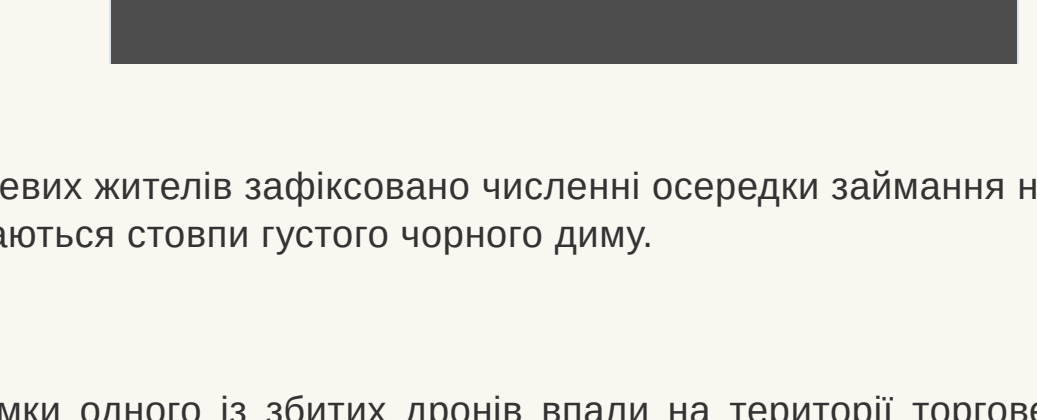 евих жителів зафіксовано численні осередки займання н
аються стовпи густого чорного диму.
мки одного із збитих дронів впали на території торгове